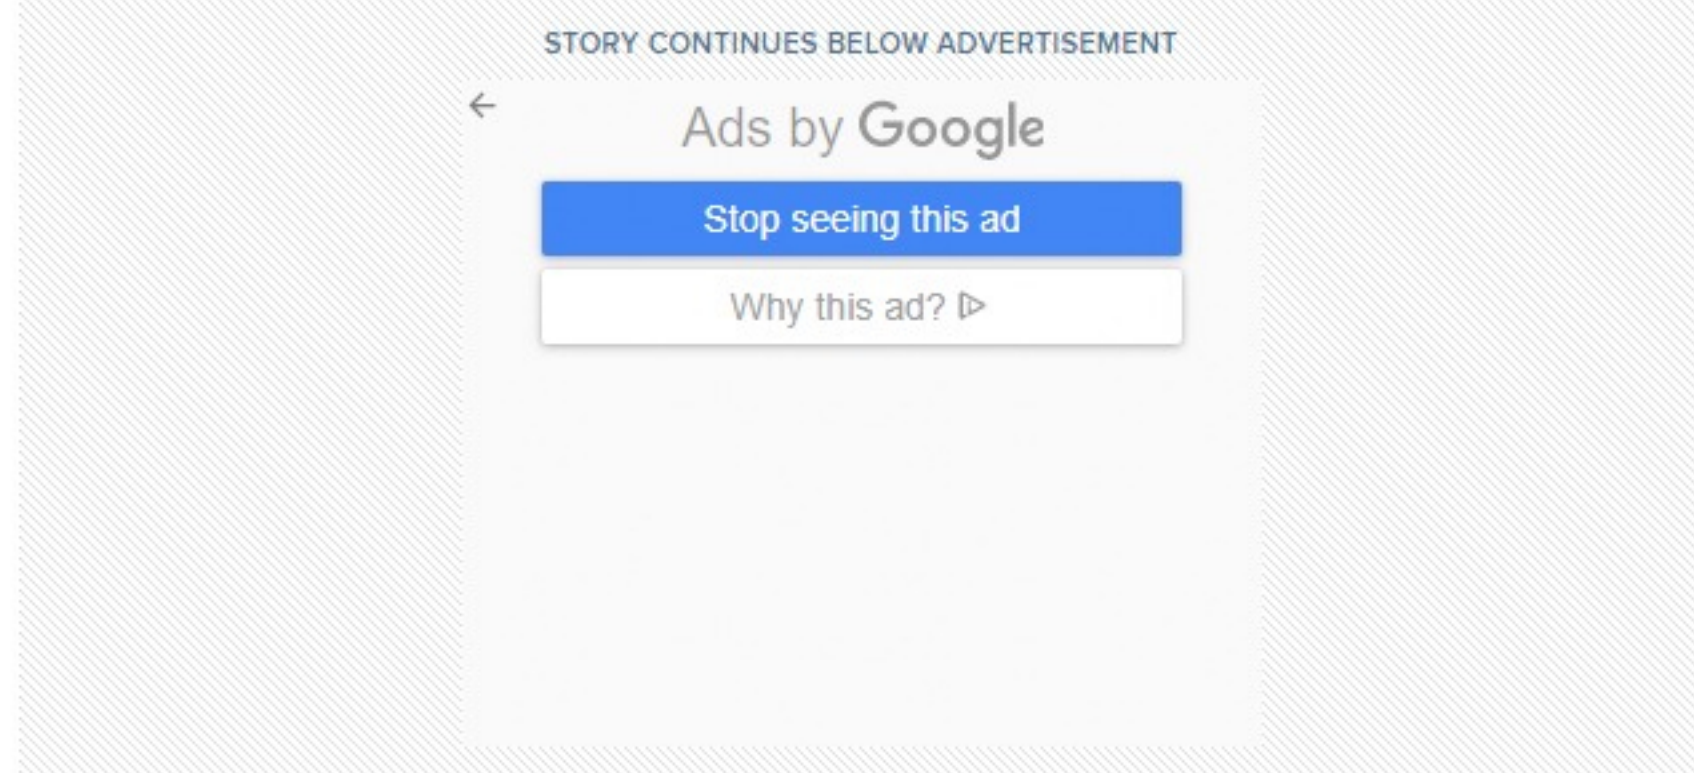 STORY CONTINUES BELOW ADVERTISEMENT
Ads by Google
Stop seeing this ad
Why this ad?